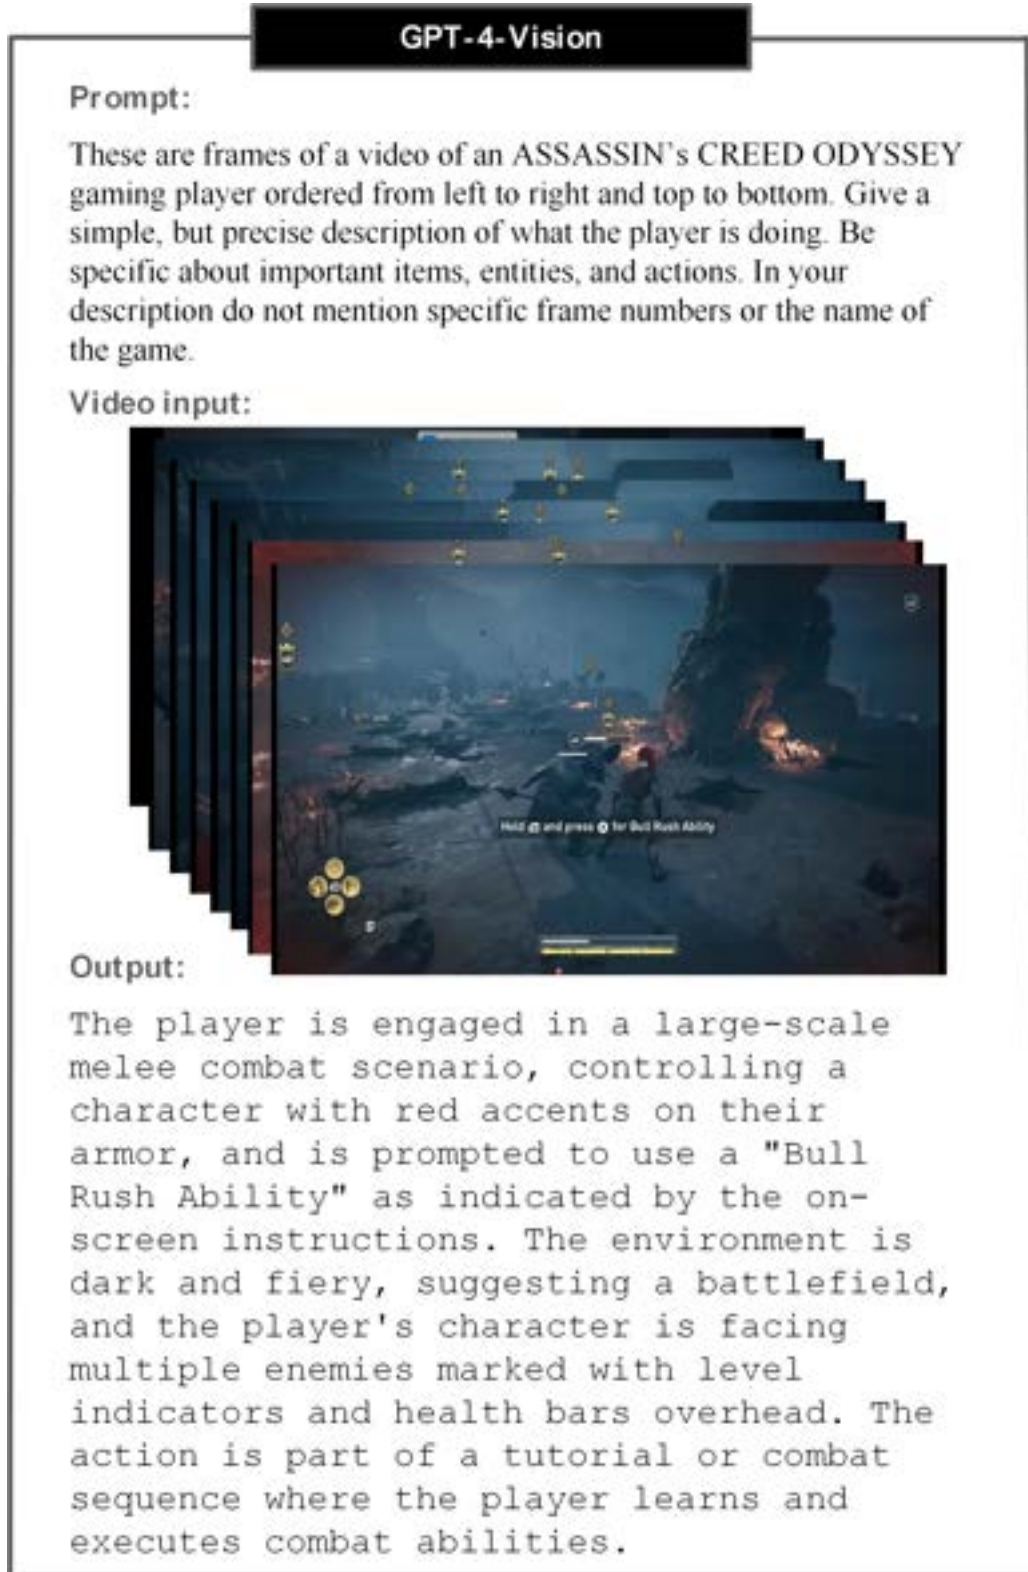 GPT-4-Vision
Prompt:
These are frames of a video of an ASSASSIN's CREED ODYSSEY
gaming player ordered from left to right and top to bottom. Give a
simple, but precise description of what the player is doing. Be
specific about important items, entities, and actions. In your
description do not mention specific frame numbers or the name of
the game.
Video input:
Hold and press for Bull Rush Ability
Output:
The player is engaged in a large-scale
melee combat scenario, controlling a
character with red accents on their
armor, and is prompted to use a "Bull
Rush Ability" as indicated by the on-
screen instructions. The environment is
dark and fiery, suggesting a battlefield,
and the player's character is facing
multiple enemies marked with level
indicators and health bars overhead. The
action is part of a tutorial or combat
sequence where the player learns and
executes combat abilities.